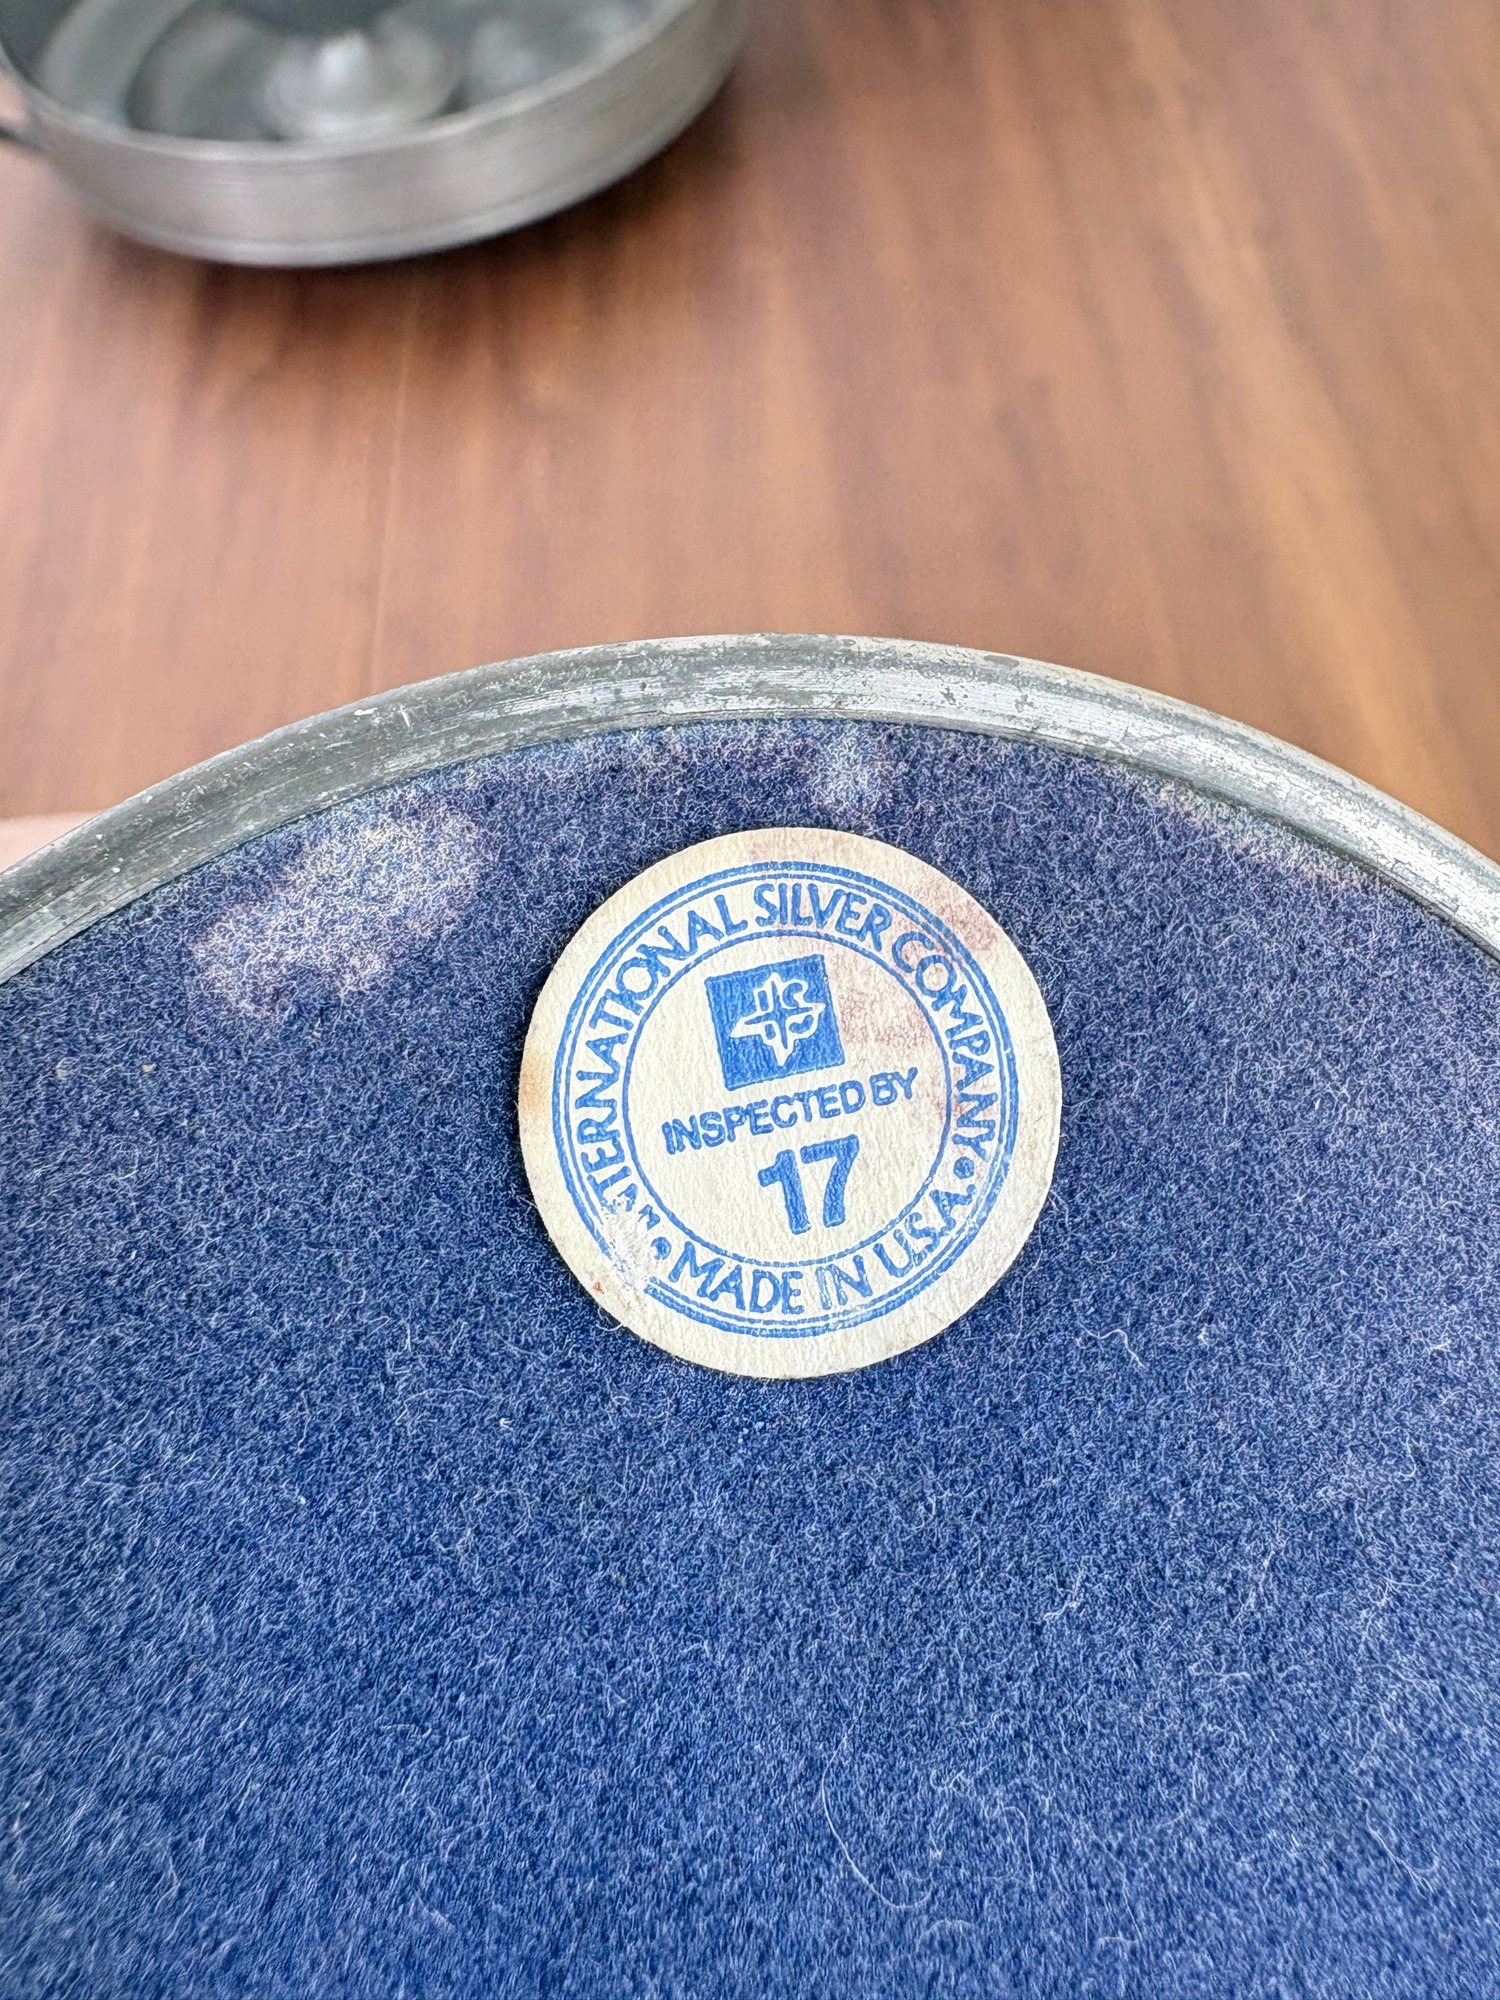 INTERNATIONAL SILVER COMPANY
INSPECTED BY
17
• MADE IN U.S.A. •